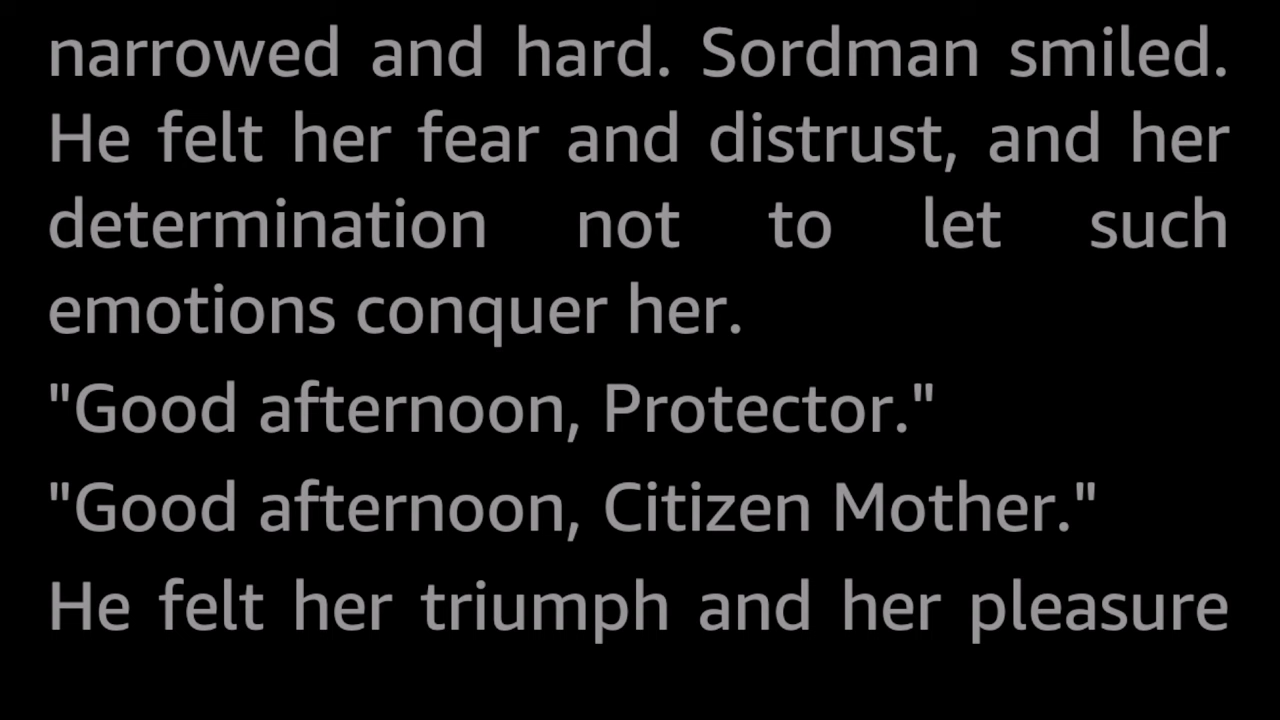 narrowed and hard. Sordman smiled.
He felt her fear and distrust, and her
determination not to let such
emotions conquer her.
"Good afternoon, Protector."
"Good afternoon, Citizen Mother."
He felt her triumph and her pleasure